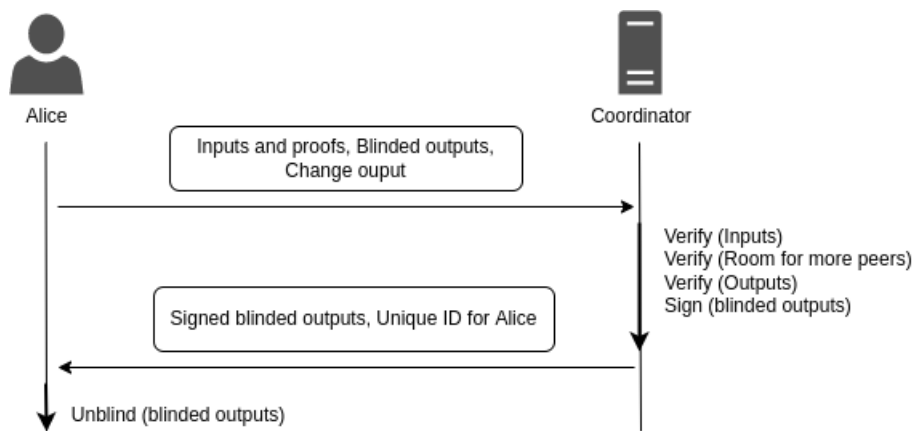 Alice
Coordinator
Inputs and proofs, Blinded outputs,
Change ouput
Verify (Inputs)
Verify (Room for more peers)
Verify (Outputs)
Sign (blinded outputs)
Signed blinded outputs, Unique ID for Alice
Unblind (blinded outputs)